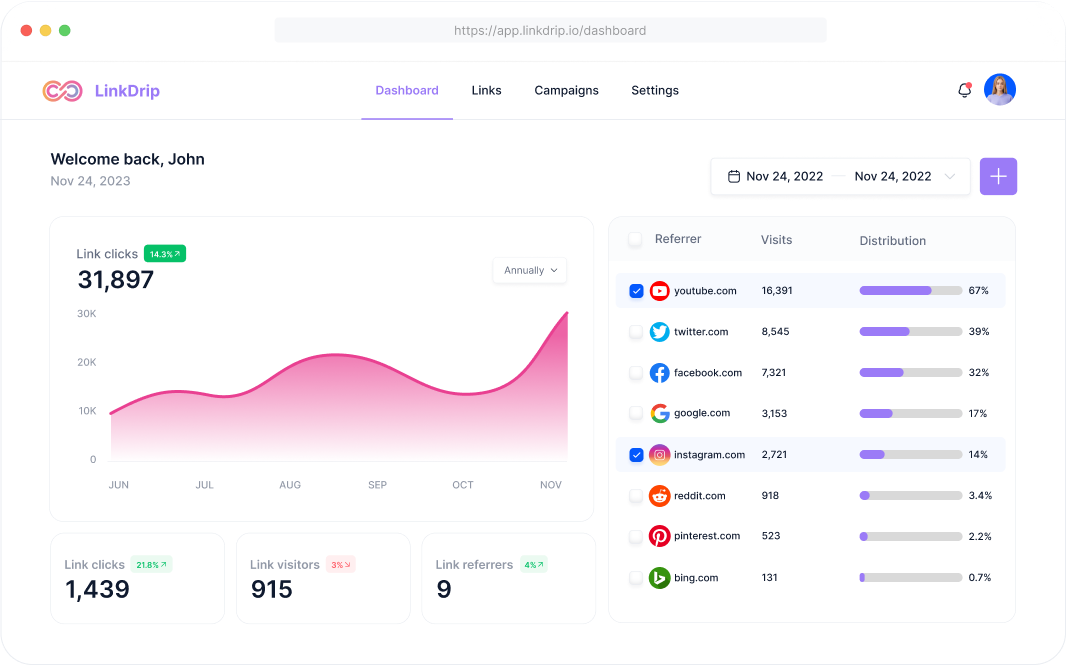 https://app.linkdrip.io/dashboard
LinkDrip
Dashboard Links Campaigns Settings
Welcome back, John
Nov 24, 2023
Nov 24, 2022 — Nov 24, 2022
Link clicks 14.3%↗
31,897
Annually
30K
20K
10K
0
JUN JUL AUG SEP OCT NOV
Link clicks 21.8%↗
1,439
Link visitors 3%↘
915
Link referrers 4%↗
9
Referrer Visits Distribution
youtube.com 16,391 67%
twitter.com 8,545 39%
facebook.com 7,321 32%
google.com 3,153 17%
instagram.com 2,721 14%
reddit.com 918 3.4%
pinterest.com 523 2.2%
bing.com 131 0.7%